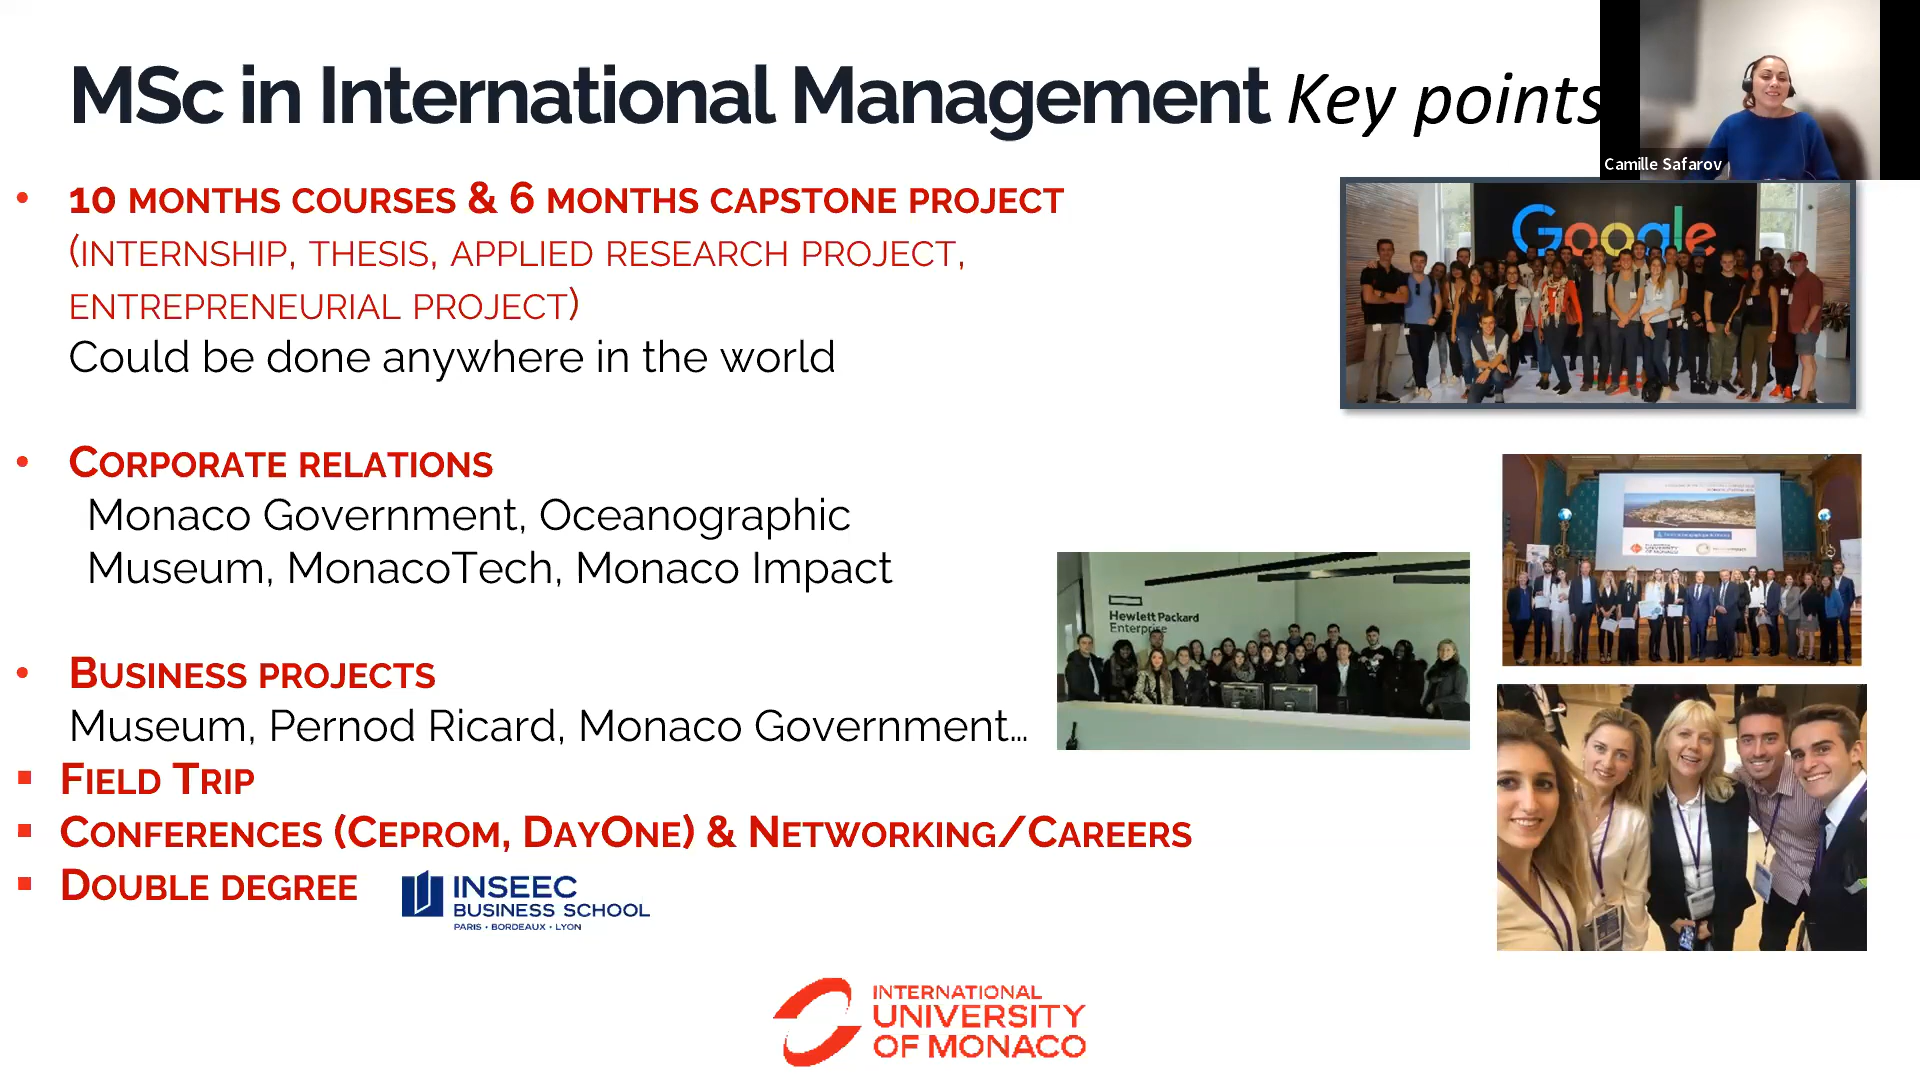 MSc in International Management Key points
Camille Safarov
• 10 MONTHS COURSES & 6 MONTHS CAPSTONE PROJECT
(INTERNSHIP, THESIS, APPLIED RESEARCH PROJECT,
ENTREPRENEURIAL PROJECT)
Could be done anywhere in the world
Google
• CORPORATE RELATIONS
Monaco Government, Oceanographic
Museum, MonacoTech, Monaco Impact
UNIVERSITY
OF MONACO
Hewlett Packard
Enterprise
• BUSINESS PROJECTS
Museum, Pernod Ricard, Monaco Government...
▪ FIELD TRIP
▪ CONFERENCES (CEPROM, DAYONE) & NETWORKING/CAREERS
▪ DOUBLE DEGREE
INSEEC
BUSINESS SCHOOL
PARIS • BORDEAUX • LYON
INTERNATIONAL
UNIVERSITY
OF MONACO